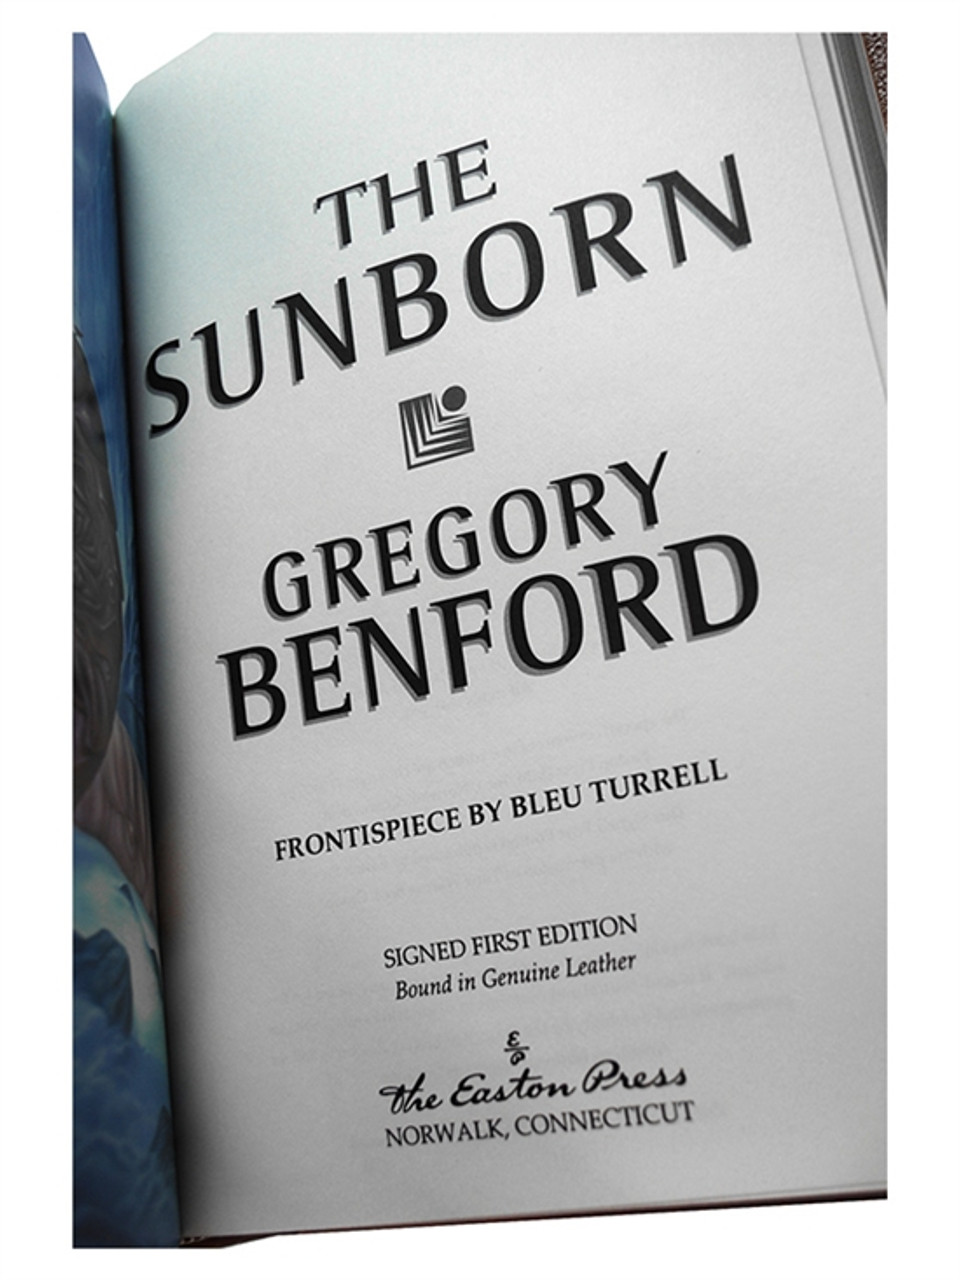 THE
SUNBORN
GREGORY
BENFORD
FRONTISPIECE BY BLEU TURRELL
SIGNED FIRST EDITION
Bound in Genuine Leather
E
P
the Easton Press
NORWALK, CONNECTICUT